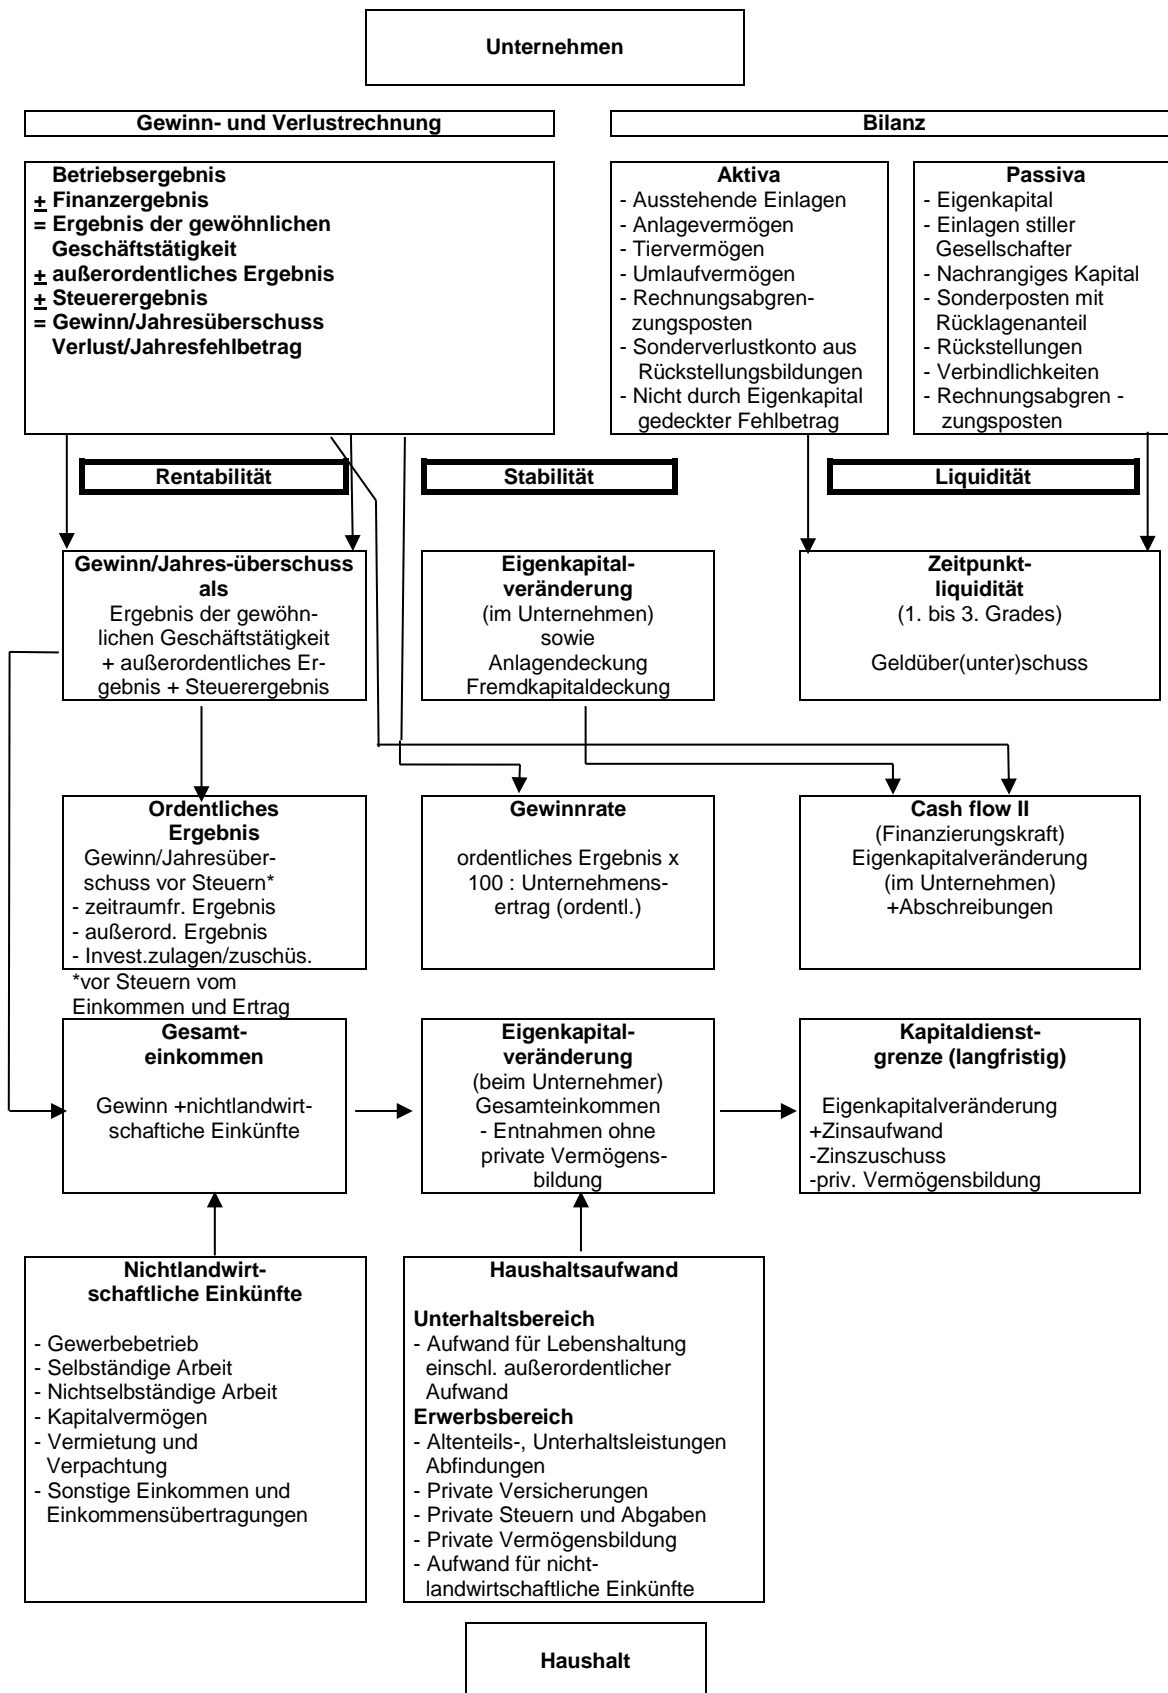 Unternehmen
Gewinn- und Verlustrechnung
Bilanz
Betriebsergebnis
± Finanzergebnis
= Ergebnis der gewöhnlichen
Geschäftstätigkeit
± außerordentliches Ergebnis
± Steuerergebnis
= Gewinn/Jahresüberschuss
Verlust/Jahresfehlbetrag
Aktiva
- Ausstehende Einlagen
- Anlagevermögen
- Tiervermögen
- Umlaufvermögen
- Rechnungsabgren-
zungsposten
- Sonderverlustkonto aus
Rückstellungsbildungen
- Nicht durch Eigenkapital
gedeckter Fehlbetrag
Passiva
- Eigenkapital
- Einlagen stiller
Gesellschafter
- Nachrangiges Kapital
- Sonderposten mit
Rücklagenanteil
- Rückstellungen
- Verbindlichkeiten
- Rechnungsabgren -
zungsposten
Rentabilität
Stabilität
Liquidität
Gewinn/Jahres-überschuss
als
Ergebnis der gewöhn-
lichen Geschäftstätigkeit
+ außerordentliches Er-
gebnis + Steuerergebnis
Eigenkapital-
veränderung
(im Unternehmen)
sowie
Anlagendeckung
Fremdkapitaldeckung
Zeitpunkt-
liquidität
(1. bis 3. Grades)
Geldüber(unter)schuss
Ordentliches
Ergebnis
Gewinn/Jahresüber-
schuss vor Steuern*
- zeitraumfr. Ergebnis
- außerord. Ergebnis
- Invest.zulagen/zuschüs.
*vor Steuern vom
Einkommen und Ertrag
Gewinnrate
ordentliches Ergebnis x
100 : Unternehmens-
ertrag (ordentl.)
Cash flow II
(Finanzierungskraft)
Eigenkapitalveränderung
(im Unternehmen)
+Abschreibungen
Gesamt-
einkommen
Gewinn +nichtlandwirt-
schaftiche Einkünfte
Eigenkapital-
veränderung
(beim Unternehmer)
Gesamteinkommen
- Entnahmen ohne
private Vermögens-
bildung
Kapitaldienst-
grenze (langfristig)
Eigenkapitalveränderung
+Zinsaufwand
-Zinszuschuss
-priv. Vermögensbildung
Nichtlandwirt-
schaftliche Einkünfte
- Gewerbebetrieb
- Selbständige Arbeit
- Nichtselbständige Arbeit
- Kapitalvermögen
- Vermietung und
Verpachtung
- Sonstige Einkommen und
Einkommensübertragungen
Haushaltsaufwand
Unterhaltsbereich
- Aufwand für Lebenshaltung
einschl. außerordentlicher
Aufwand
Erwerbsbereich
- Altenteils-, Unterhaltsleistungen
Abfindungen
- Private Versicherungen
- Private Steuern und Abgaben
- Private Vermögensbildung
- Aufwand für nicht-
landwirtschaftliche Einkünfte
Haushalt